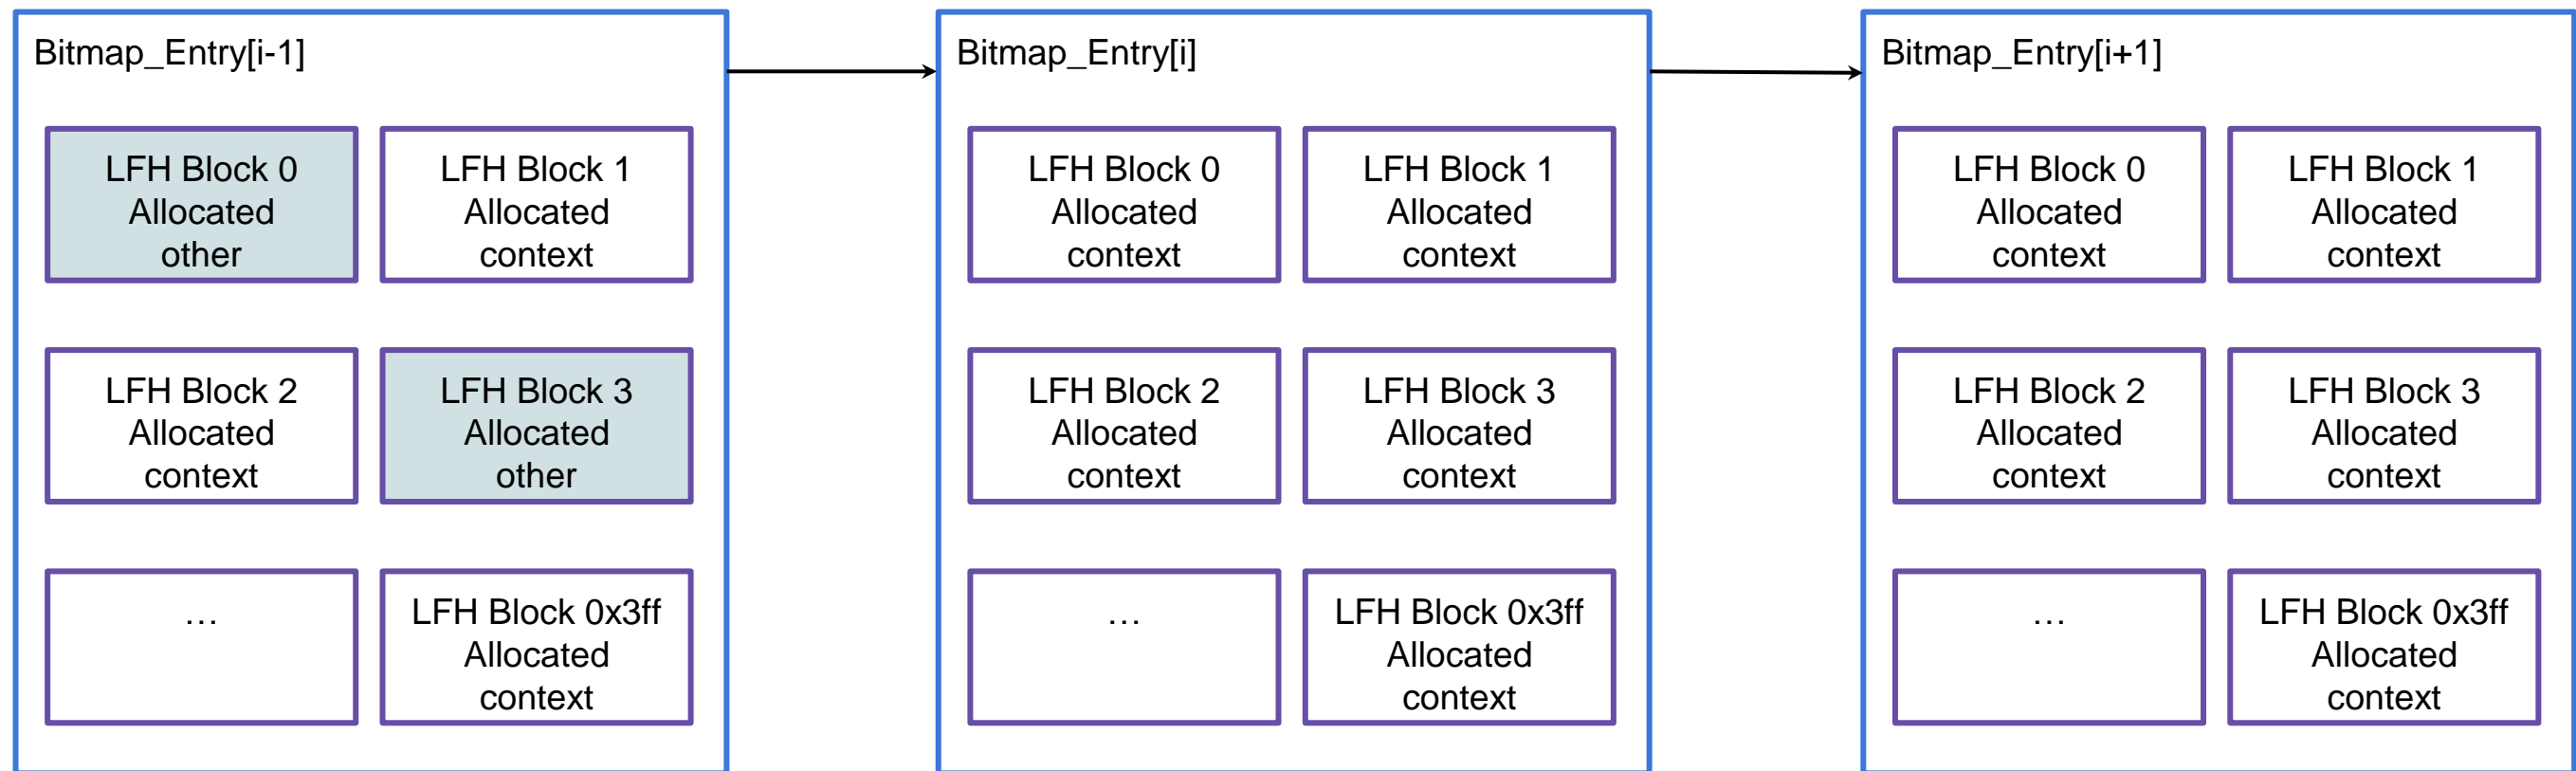 Bitmap_Entry[i-1]
LFH Block 0
Allocated
other
LFH Block 1
Allocated
context
LFH Block 2
Allocated
context
LFH Block 3
Allocated
other
…
LFH Block 0x3ff
Allocated
context
Bitmap_Entry[i]
LFH Block 0
Allocated
context
LFH Block 1
Allocated
context
LFH Block 2
Allocated
context
LFH Block 3
Allocated
context
…
LFH Block 0x3ff
Allocated
context
Bitmap_Entry[i+1]
LFH Block 0
Allocated
context
LFH Block 1
Allocated
context
LFH Block 2
Allocated
context
LFH Block 3
Allocated
context
…
LFH Block 0x3ff
Allocated
context